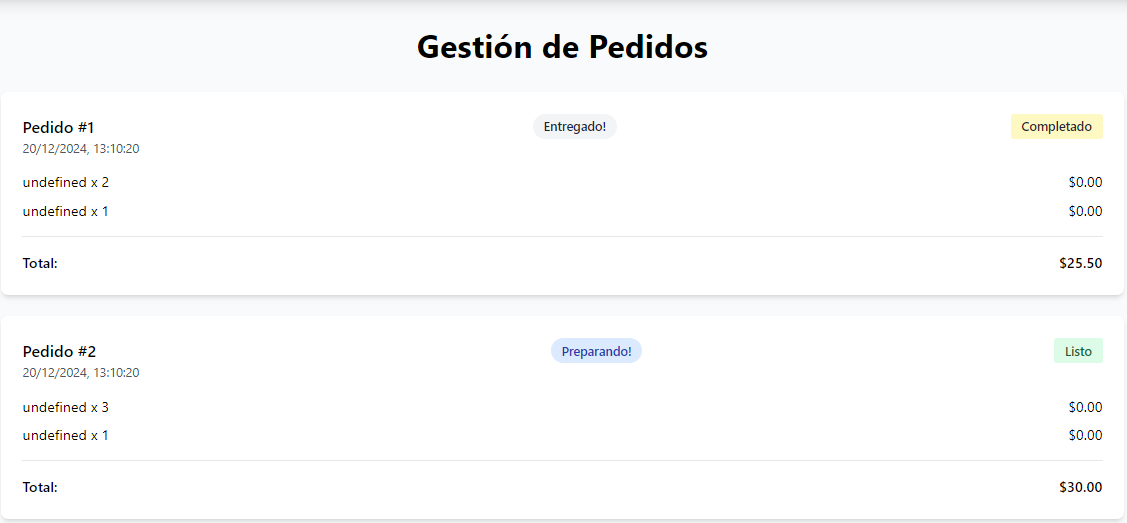 Gestión de Pedidos
Pedido #1 Entregado! Completado
20/12/2024, 13:10:20
undefined x 2 $0.00
undefined x 1 $0.00
Total: $25.50
Pedido #2 Preparando! Listo
20/12/2024, 13:10:20
undefined x 3 $0.00
undefined x 1 $0.00
Total: $30.00